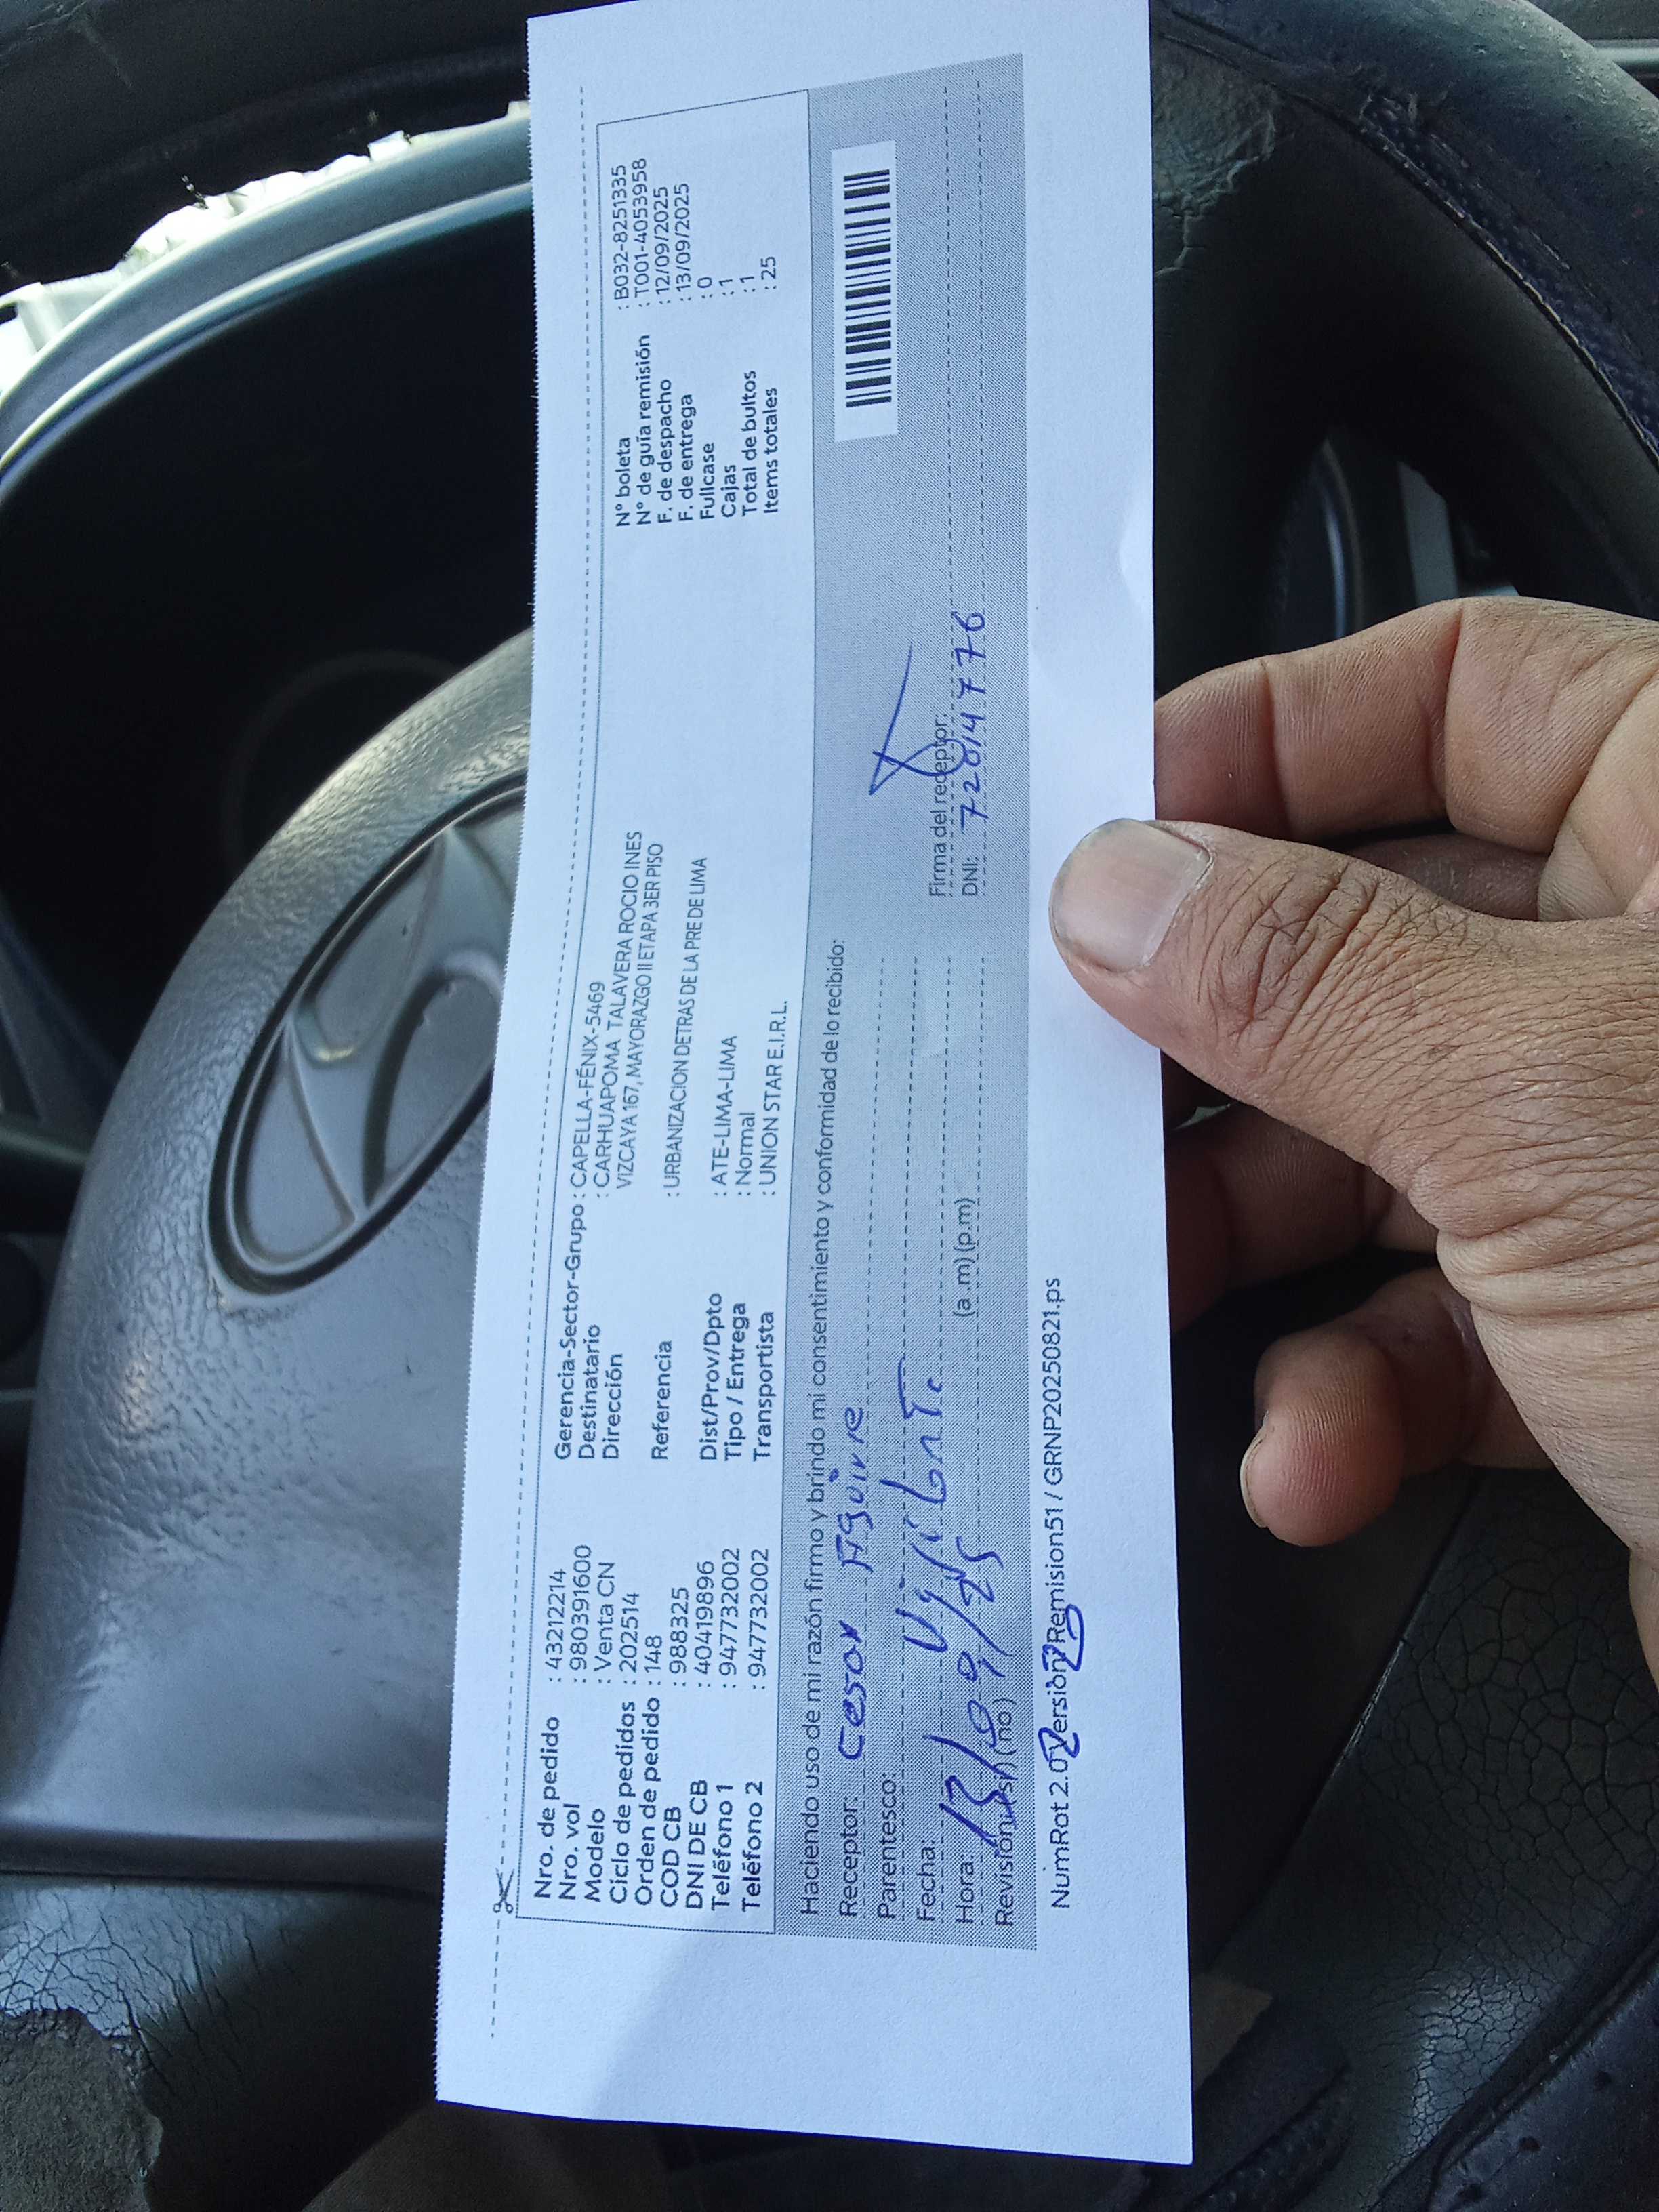 Nro. de pedido : 43212214
Nro. vol : 980391600
Modelo : Venta CN
Ciclo de pedidos : 202514
Orden de pedido : 148
COD CB : 988325
DNI DE CB : 40419896
Teléfono 1 : 947732002
Teléfono 2 : 947732002
Gerencia-Sector-Grupo : CAPELLA-FÉNIX-5469
Destinatario : CARHUAPOMA TALAVERA ROCIO INES
Dirección VIZCAYA 167, MAYORAZGO II ETAPA 3ER PISO
Referencia : URBANIZACION DETRAS DE LA PRE DE LIMA
Dist/Prov/Dpto : ATE-LIMA-LIMA
Tipo / Entrega : Normal
Transportista : UNION STAR E.I.R.L.
N° boleta : B032-8251335
N° de guía remisión : T001-4053958
F. de despacho : 12/09/2025
F. de entrega : 13/09/2025
Fullcase : 0
Cajas : 1
Total de bultos : 1
Items totales : 25
Haciendo uso de mi razón firmo y brindo mi consentimiento y conformidad de lo recibido:
Receptor: Cesar Aguirre
Parentesco:
Fecha: Vigilante
Hora: 13/09/25 (a.m) (p.m)
Revisión: (si) (no)
Firma del receptor:
DNI: 72814776
NumRot 2.0 Versión Remision51 / GRNP20250821.ps